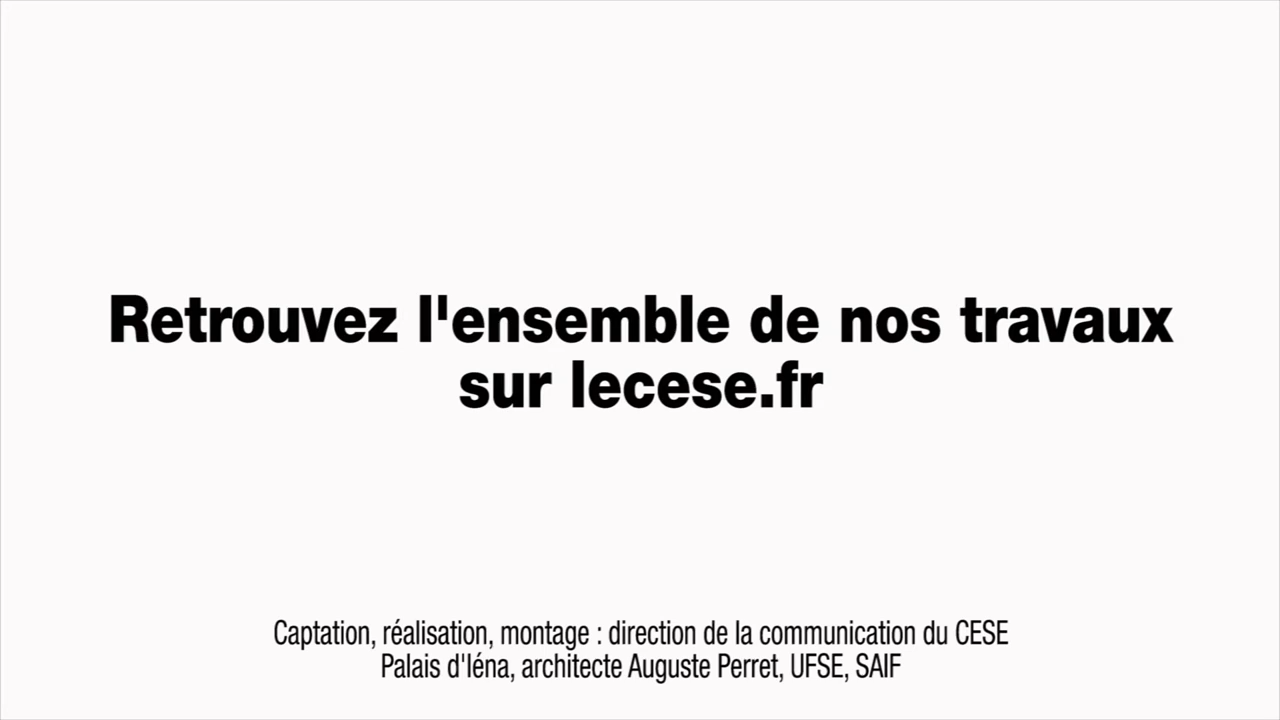 Retrouvez l'ensemble de nos travaux
sur lecese.fr
Captation, réalisation, montage : direction de la communication du CESE
Palais d'Iéna, architecte Auguste Perret, UFSE, SAIF